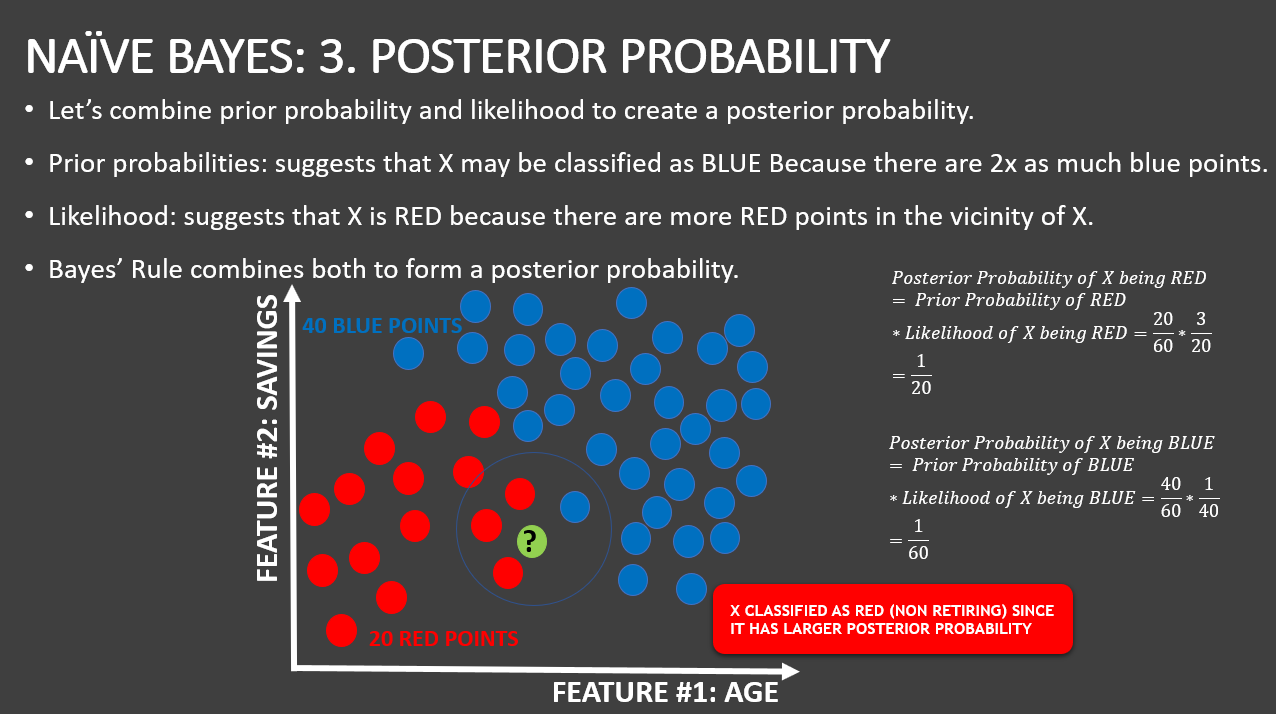 NAÏVE BAYES: 3. POSTERIOR PROBABILITY
• Let's combine prior probability and likelihood to create a posterior probability.
• Prior probabilities: suggests that X may be classified as BLUE Because there are 2x as much blue points.
• Likelihood: suggests that X is RED because there are more RED points in the vicinity of X.
• Bayes' Rule combines both to form a posterior probability.
FEATURE #2: SAVINGS
40 BLUE POINTS
?
20 RED POINTS
FEATURE #1: AGE
Posterior Probability of X being RED
= Prior Probability of RED
* Likelihood of X being RED = 20/60 * 3/20
= 1/20
Posterior Probability of X being BLUE
= Prior Probability of BLUE
* Likelihood of X being BLUE = 40/60 * 1/40
= 1/60
X CLASSIFIED AS RED (NON RETIRING) SINCE
IT HAS LARGER POSTERIOR PROBABILITY